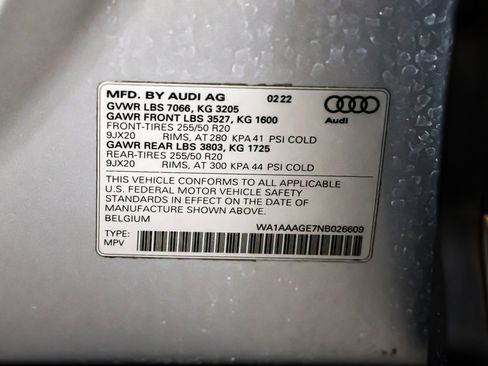 MFD. BY AUDI AG 02 22
GVWR LBS 7066, KG 3205
GAWR FRONT LBS 3527, KG 1600
FRONT-TIRES 255/50 R20
9JX20 RIMS, AT 280 KPA 41 PSI COLD
GAWR REAR LBS 3803, KG 1725
REAR-TIRES 255/50 R20
9JX20 RIMS, AT 300 KPA 44 PSI COLD
Audi
THIS VEHICLE CONFORMS TO ALL APPLICABLE
U.S. FEDERAL MOTOR VEHICLE SAFETY
STANDARDS IN EFFECT ON THE DATE OF
MANUFACTURE SHOWN ABOVE.
BELGIUM
WA1AAAGE7NB026609
TYPE:
MPV